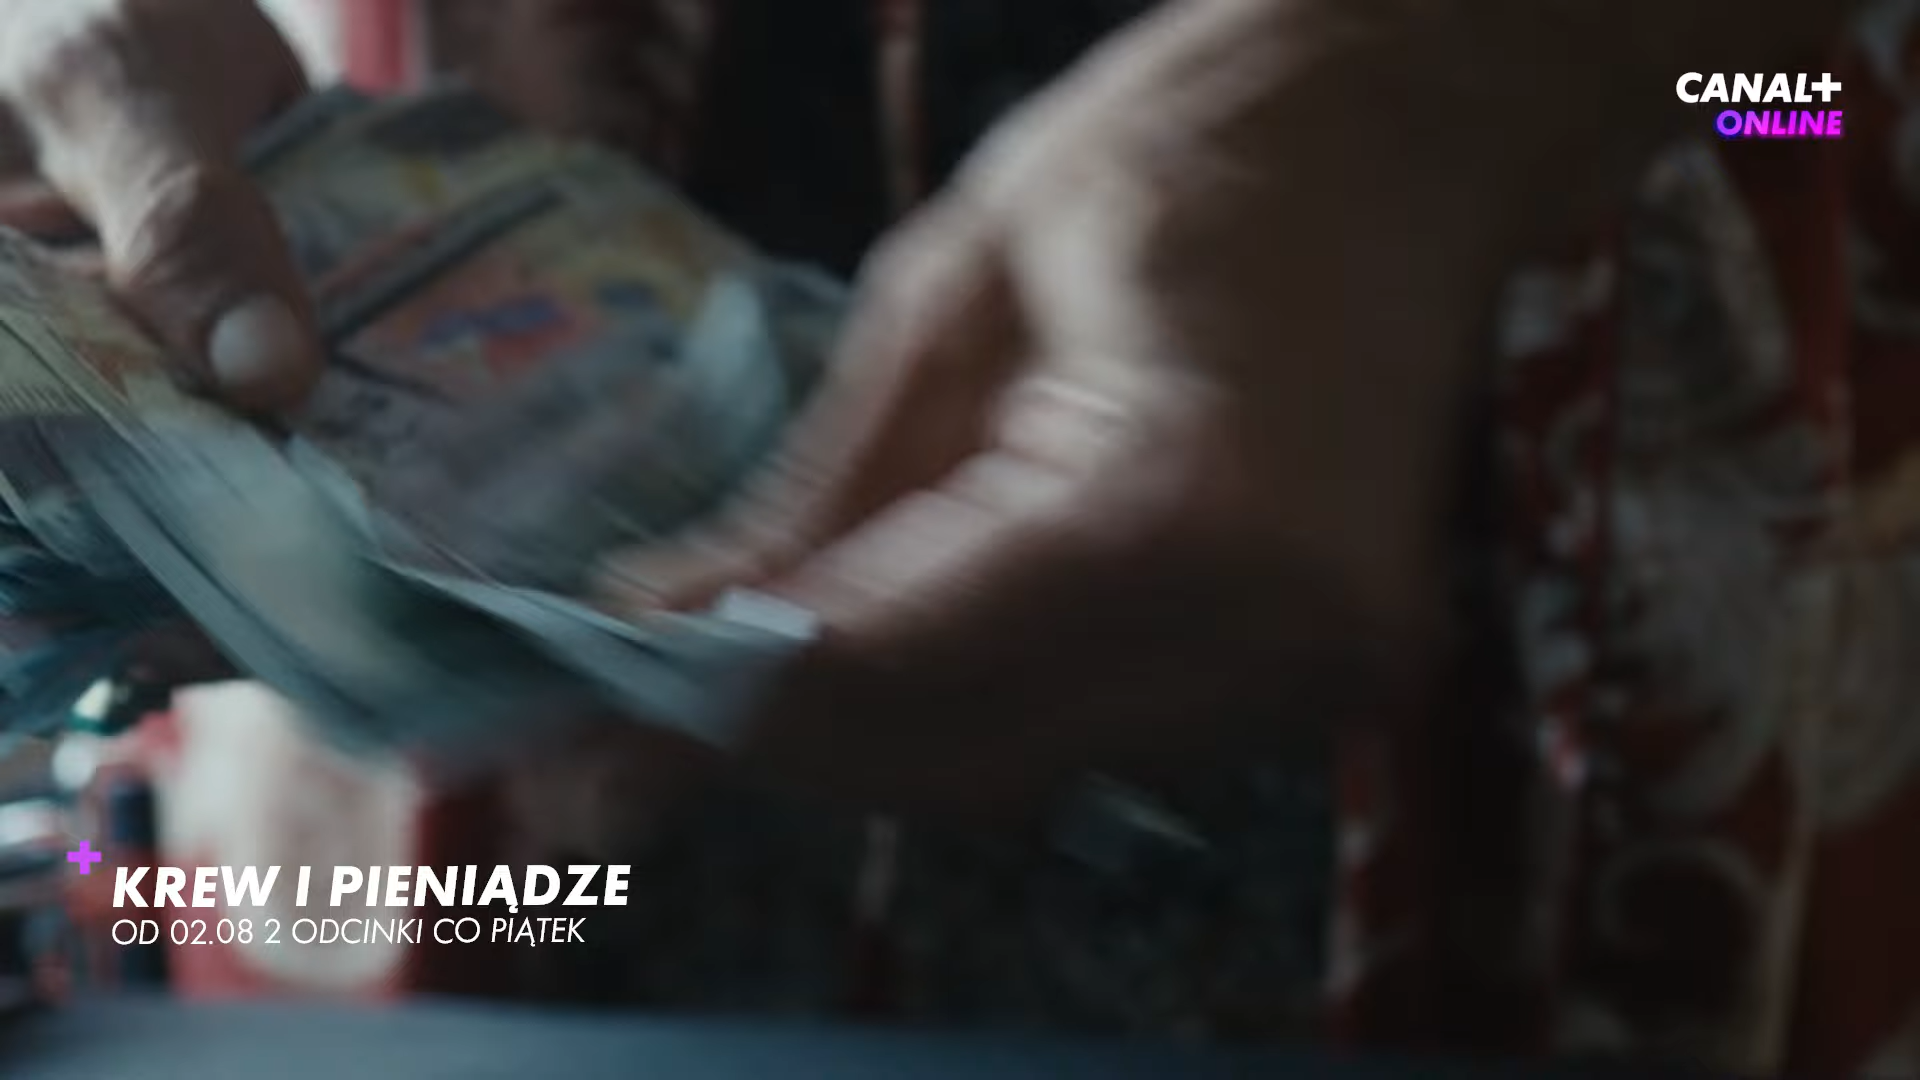 CANAL+
ONLINE
KREW I PIENIĄDZE
OD 02.08 2 ODCINKI CO PIĄTEK